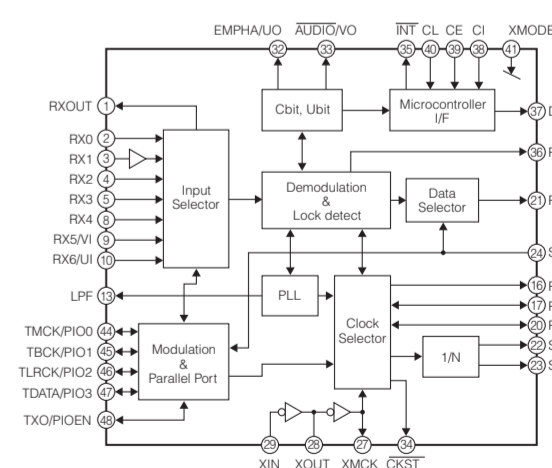 EMPHA/UO AUDIO/VO INT CL CE CI XMODE
32 33 35 40 39 38 41
RXOUT 1
Cbit, Ubit
Microcontroller
I/F
37
RX0 2
RX1 3
RX2 4
RX3 5
RX4 8
RX5/VI 9
RX6/UI 10
Input
Selector
Demodulation
&
Lock detect
Data
Selector
36
21
24 S
LPF 13
PLL
Clock
Selector
16
17
20
22 S
23 S
1/N
TMCK/PIO0 44
TBCK/PIO1 45
TLRCK/PIO2 46
TDATA/PIO3 47
TXO/PIOEN 48
Modulation
&
Parallel Port
29 28 27 34
XIN XOUT XMCK CKST